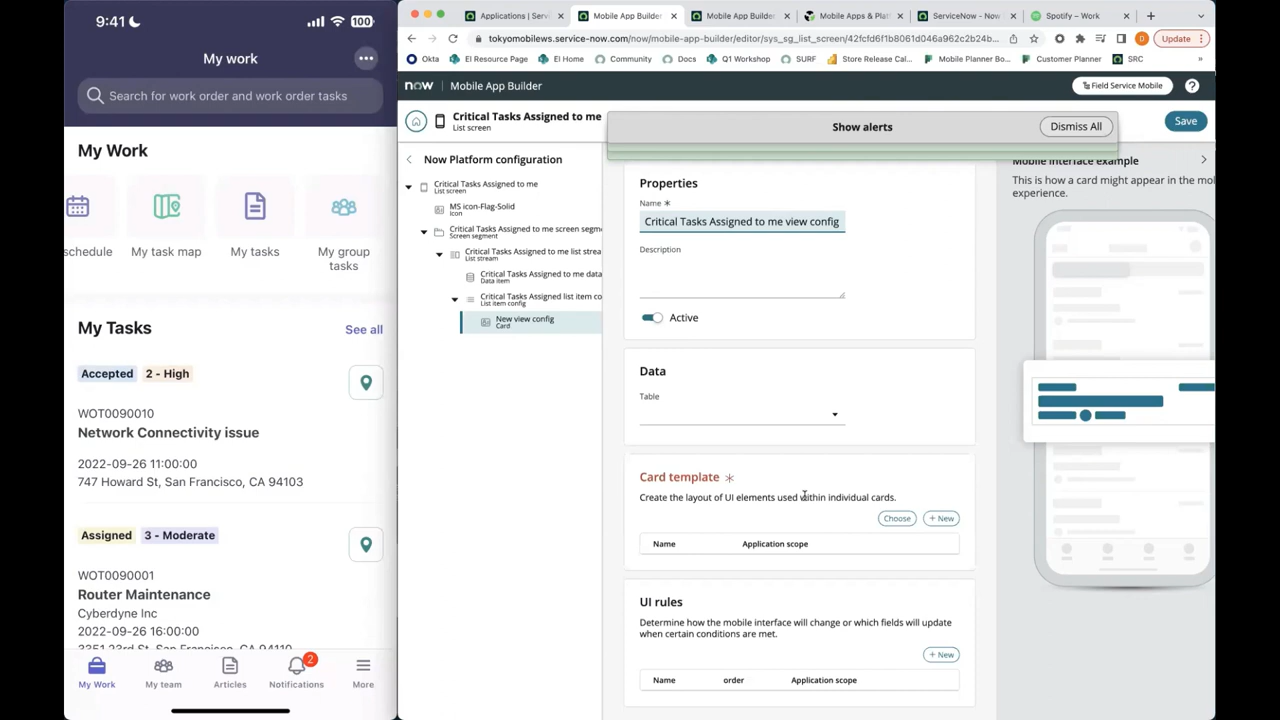 9:41
100
My work
Search for work order and work order tasks
My Work
schedule
My task map
My tasks
My group
tasks
My Tasks
See all
Accepted
2 - High
WOT0090010
Network Connectivity issue
2022-09-26 11:00:00
747 Howard St, San Francisco, CA 94103
Assigned
3 - Moderate
WOT0090001
Router Maintenance
Cyberdyne Inc
2022-09-26 16:00:00
3351 23rd St, San Francisco, CA 94110
2
My Work
My team
Articles
Notifications
More
Applications | Servi
Mobile App Builder
Mobile App Builder
Mobile Apps & Plat
ServiceNow - Now
Spotify – Work
tokyomobilews.service-now.com/now/mobile-app-builder/editor/sys_sg_list_screen/42fcfd6f1b8061d046a962c2b24b...
D
Update
Okta
EI Resource Page
EI Home
Community
Docs
Q1 Workshop
SURF
Store Release Cal...
Mobile Planner Bo...
Customer Planner
SRC
»
now
Mobile App Builder
Field Service Mobile
?
Critical Tasks Assigned to me
List screen
Show alerts
Dismiss All
Save
Now Platform configuration
Critical Tasks Assigned to me
List screen
MS icon-Flag-Solid
Icon
Critical Tasks Assigned to me screen segme
Screen segment
Critical Tasks Assigned to me list strea
List stream
Critical Tasks Assigned to me data
Data item
Critical Tasks Assigned list item co
List item config
New view config
Card
Properties
Name *
Critical Tasks Assigned to me view config
Description
Active
Data
Table
Card template *
Create the layout of UI elements used within individual cards.
Choose
+ New
Name
Application scope
UI rules
Determine how the mobile interface will change or which fields will update
when certain conditions are met.
+ New
Name
order
Application scope
Mobile interface example
This is how a card might appear in the mol
experience.